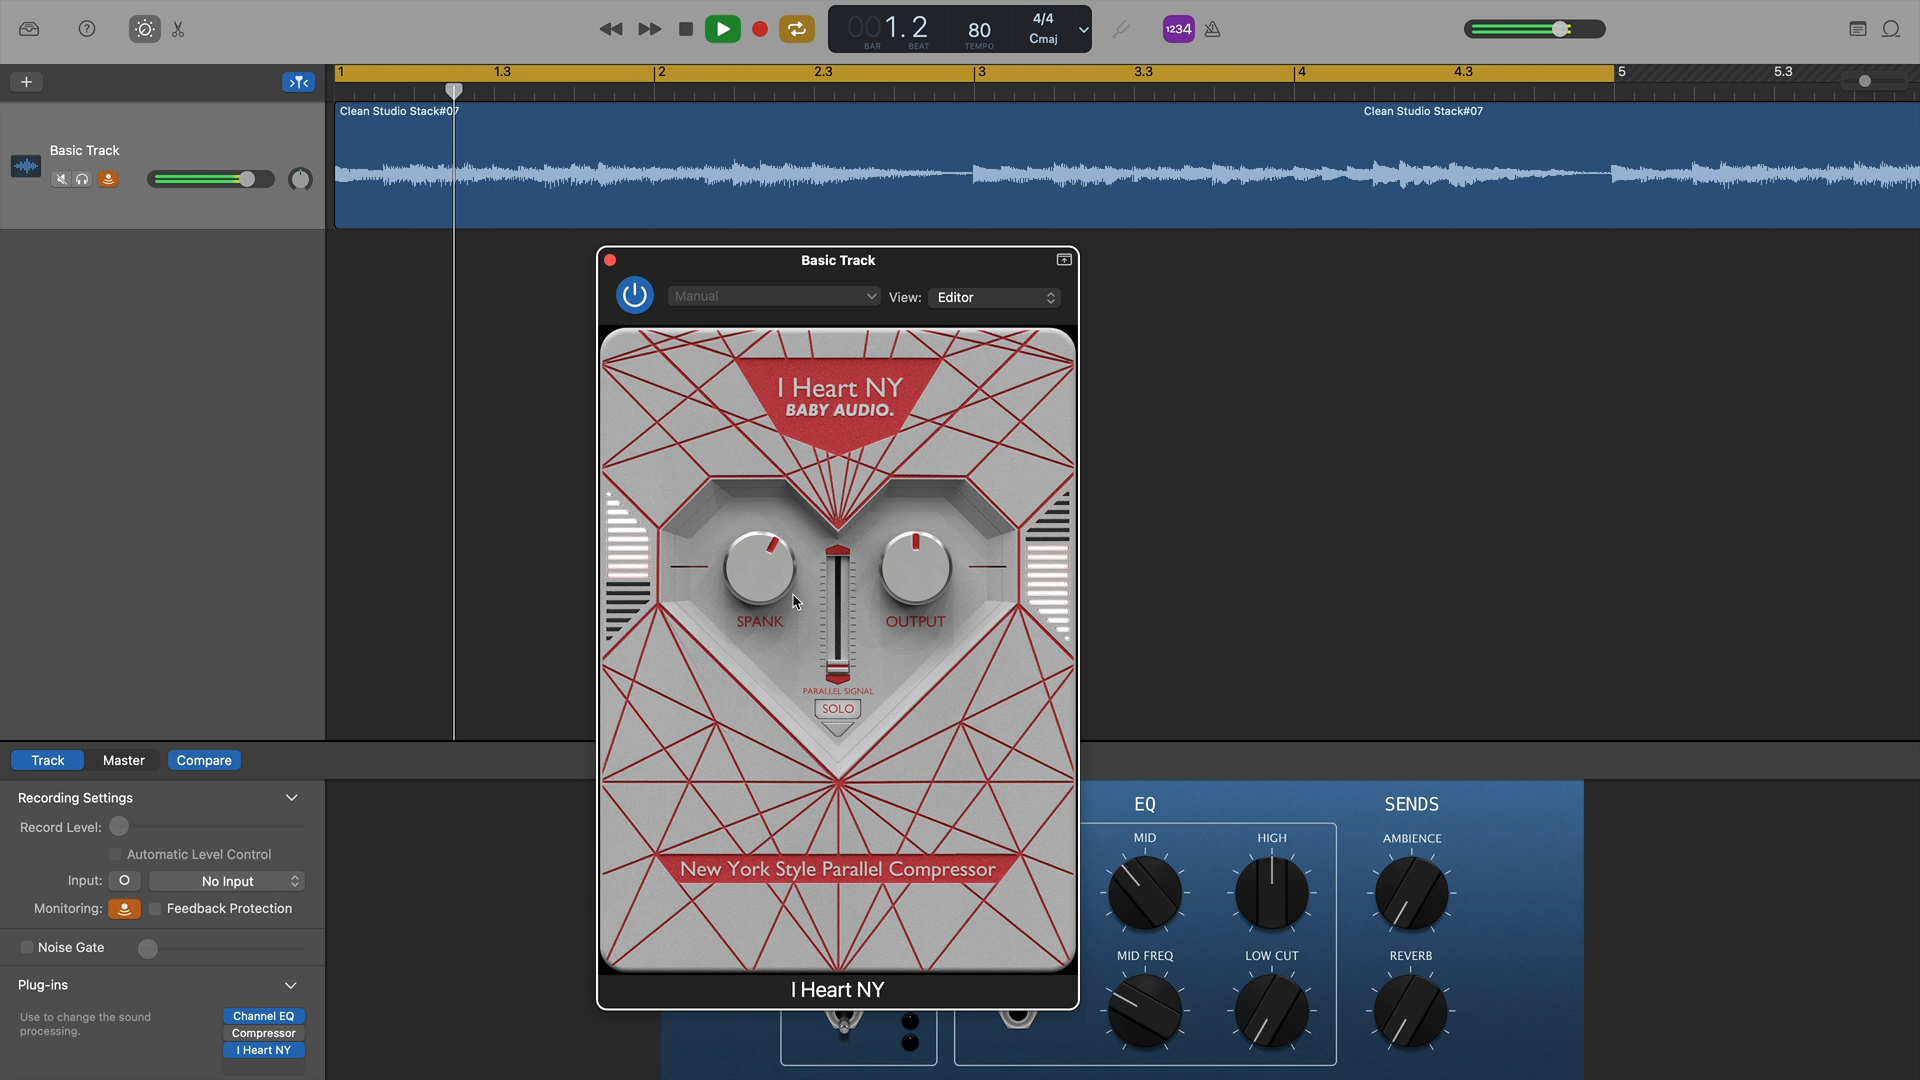 001.2
BAR
BEAT
80
TEMPO
4/4
Cmaj
1234
1
1.3
2
2.3
3
3.3
4
4.3
5
5.3
Clean Studio Stack#07
Clean Studio Stack#07
Basic Track
Basic Track
Manual
View:
Editor
I Heart NY
BABY AUDIO.
SPANK
OUTPUT
PARALLEL SIGNAL
SOLO
New York Style Parallel Compressor
I Heart NY
Track
Master
Compare
Recording Settings
Record Level:
Automatic Level Control
Input:
No Input
Monitoring:
Feedback Protection
Noise Gate
Plug-ins
Use to change the sound
processing.
Channel EQ
Compressor
I Heart NY
EQ
SENDS
MID
HIGH
AMBIENCE
MID FREQ
LOW CUT
REVERB